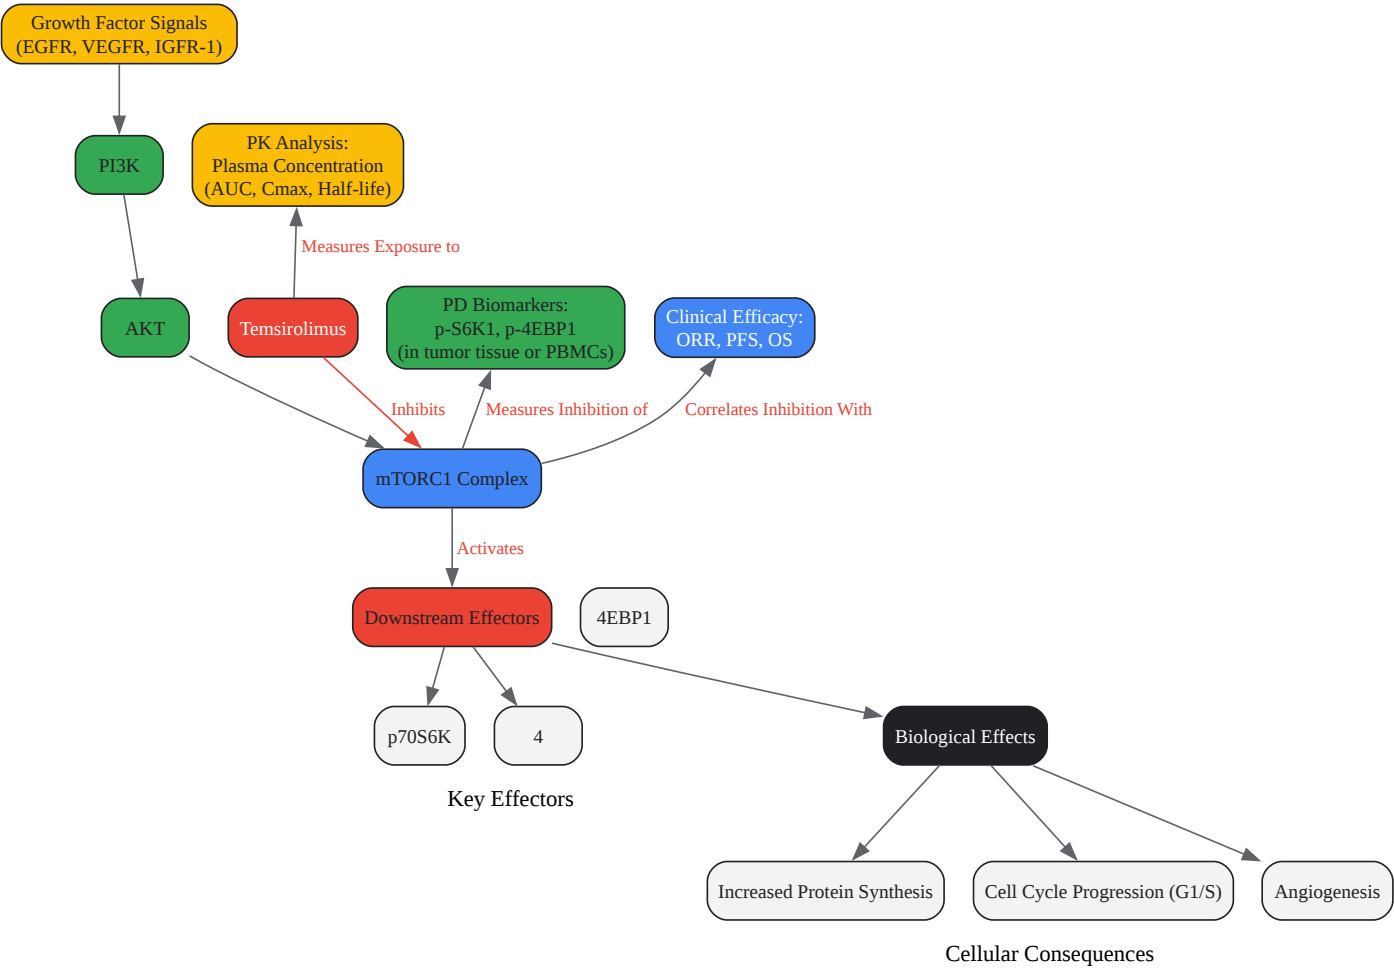 Growth Factor Signals
(EGFR, VEGFR, IGFR-1)
PI3K
PK Analysis:
Plasma Concentration
(AUC, Cmax, Half-life)
Measures Exposure to
AKT
Temsirolimus
PD Biomarkers:
p-S6K1, p-4EBP1
(in tumor tissue or PBMCs)
Clinical Efficacy:
ORR, PFS, OS
Inhibits
Measures Inhibition of
Correlates Inhibition With
mTORC1 Complex
Activates
Downstream Effectors
4EBP1
p70S6K
4
Biological Effects
Key Effectors
Increased Protein Synthesis
Cell Cycle Progression (G1/S)
Angiogenesis
Cellular Consequences